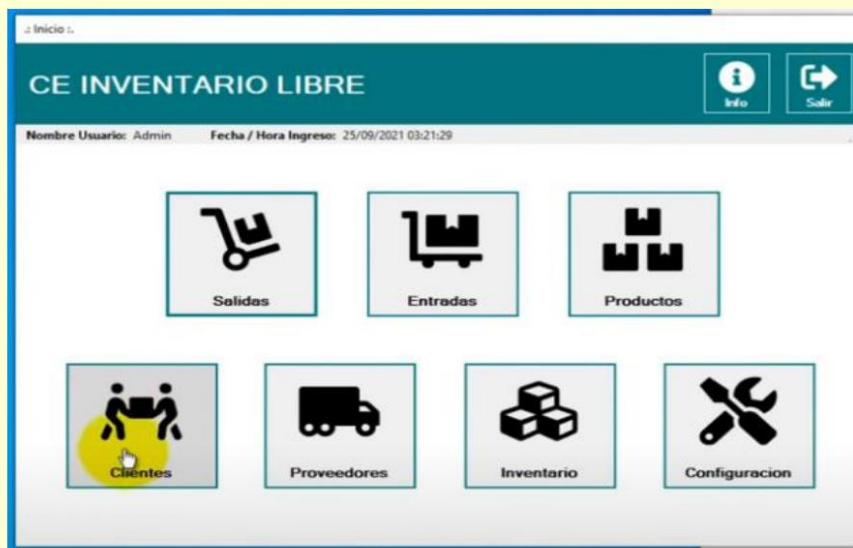 .: Inicio :.
CE INVENTARIO LIBRE
Info
Salir
Nombre Usuario: Admin Fecha / Hora Ingreso: 25/09/2021 03:21:29
Salidas
Entradas
Productos
Clientes
Proveedores
Inventario
Configuracion